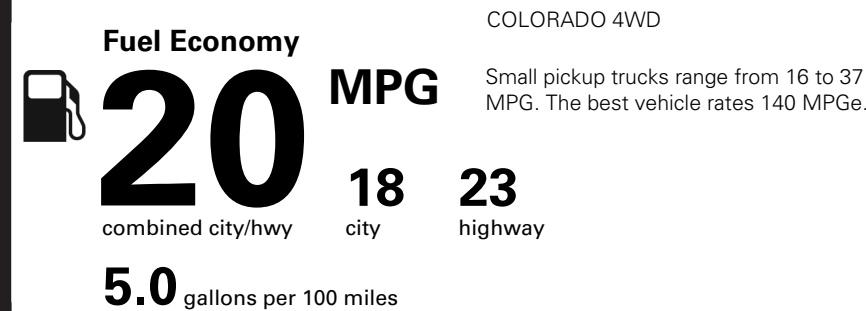 COLORADO 4WD
Fuel Economy
20 MPG
Small pickup trucks range from 16 to 37
MPG. The best vehicle rates 140 MPGe.
18 23
combined city/hwy city highway
5.0 gallons per 100 miles